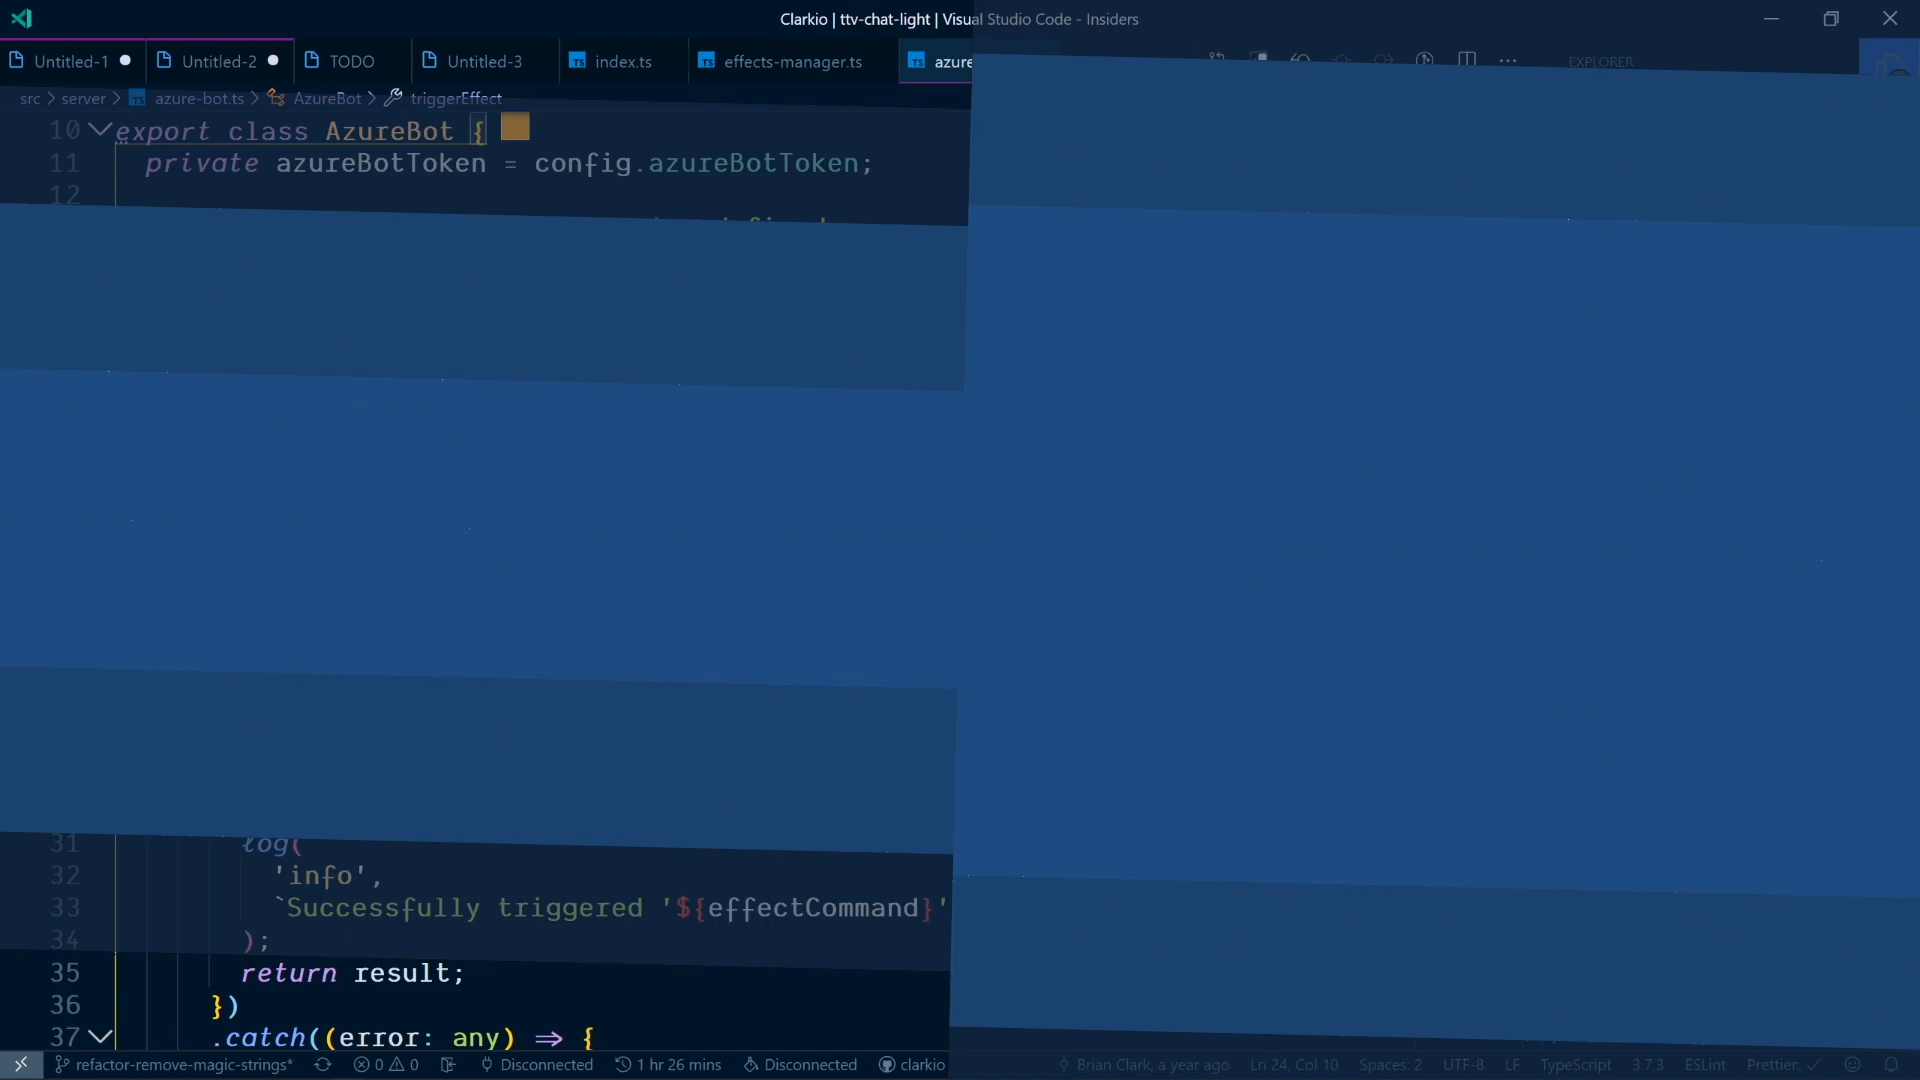 Clarkio | ttv-chat-light | Visual Studio Code - Insiders
Untitled-1 Untitled-2 TODO Untitled-3 index.ts effects-manager.ts azure EXPLORER
src > server > azure-bot.ts > AzureBot > triggerEffect
10 export class AzureBot {
11 private azureBotToken = config.azureBotToken;
12
31 log(
32 'info',
33 `Successfully triggered '${effectCommand}'
34 );
35 return result;
36 })
37 .catch((error: any) => {
refactor-remove-magic-strings* 0 0 Disconnected 1 hr 26 mins Disconnected clarkio Brian Clark, a year ago Ln 24, Col 10 Spaces: 2 UTF-8 LF TypeScript 3.7.3 ESLint Prettier: ✓